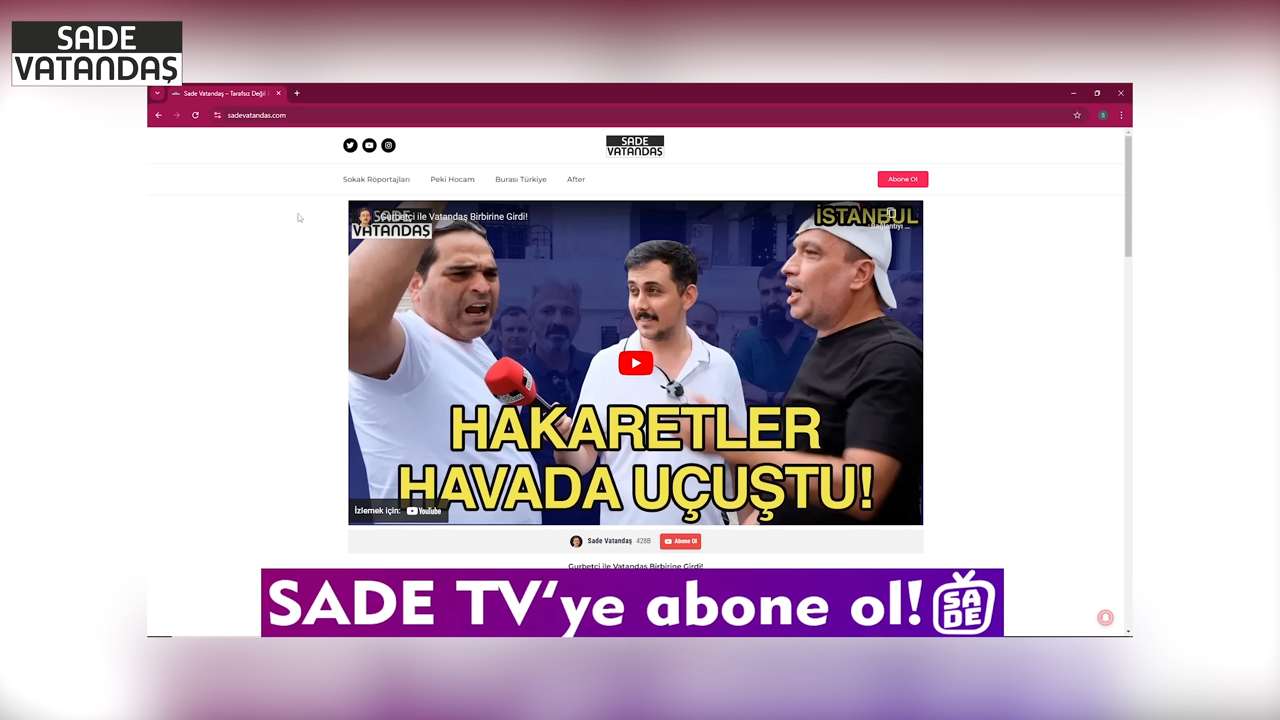 SADE
VATANDAŞ
Sade Vatandaş – Tarafsız Değil
sadevatandas.com
SADE
VATANDAŞ
Sokak Röportajları
Peki Hocam
Burası Türkiye
After
Abone Ol
Gurbetçi ile Vatandaş Birbirine Girdi!
SADE
VATANDAŞ
İSTANBUL
Bağlantıyı ...
HAKARETLER
HAVADA UÇUŞTU!
İzlemek için: YouTube
Sade Vatandaş 428B Abone Ol
Gurbetçi ile Vatandaş Birbirine Girdi!
SADE TV'ye abone ol! SADE